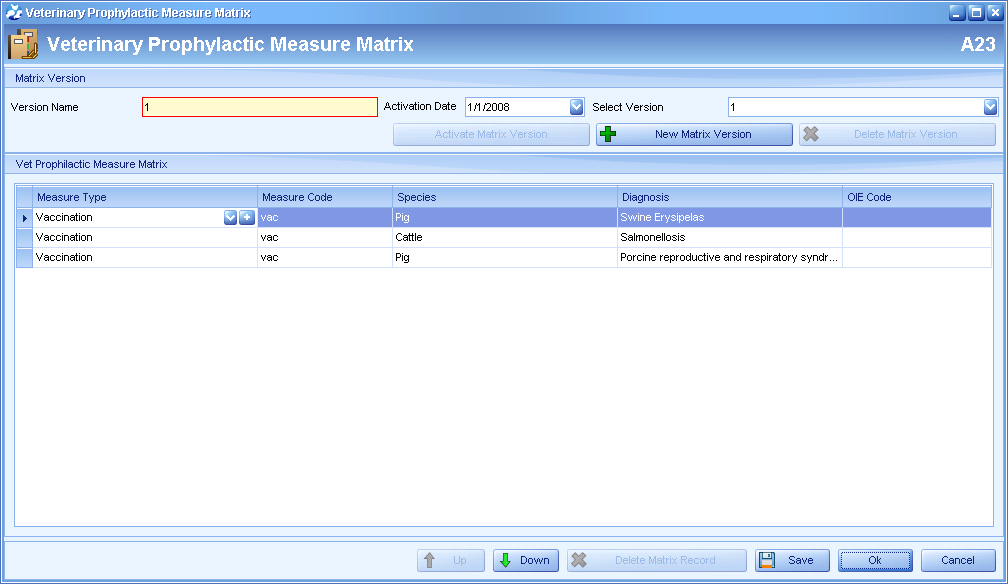 Veterinary Prophylactic Measure Matrix
Veterinary Prophylactic Measure Matrix A23
Matrix Version
Version Name 1 Activation Date 1/1/2008 Select Version 1
Activate Matrix Version New Matrix Version Delete Matrix Version
Vet Prophilactic Measure Matrix
Measure Type Measure Code Species Diagnosis OIE Code
Vaccination vac Pig Swine Erysipelas
Vaccination vac Cattle Salmonellosis
Vaccination vac Pig Porcine reproductive and respiratory syndr...
Up Down Delete Matrix Record Save Ok Cancel